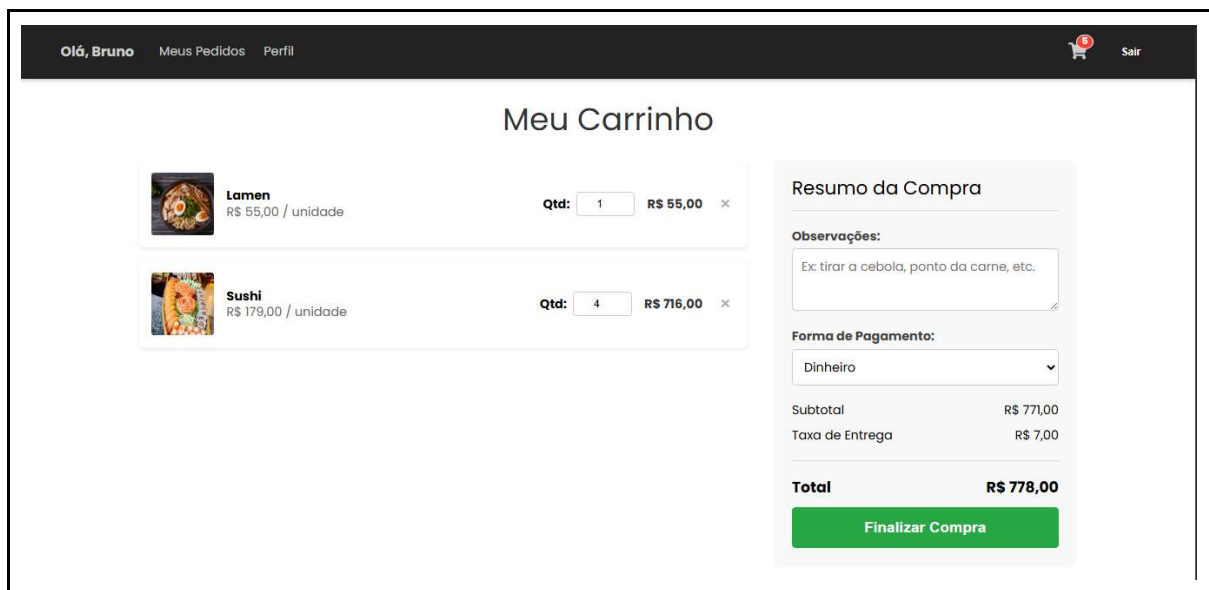 Olá, Bruno Meus Pedidos Perfil 5 Sair
Meu Carrinho
Lamen
R$ 55,00 / unidade
Qtd: 1 R$ 55,00 ×
Sushi
R$ 179,00 / unidade
Qtd: 4 R$ 716,00 ×
Resumo da Compra
Observações:
Ex: tirar a cebola, ponto da carne, etc.
Forma de Pagamento:
Dinheiro
Subtotal R$ 771,00
Taxa de Entrega R$ 7,00
Total R$ 778,00
Finalizar Compra